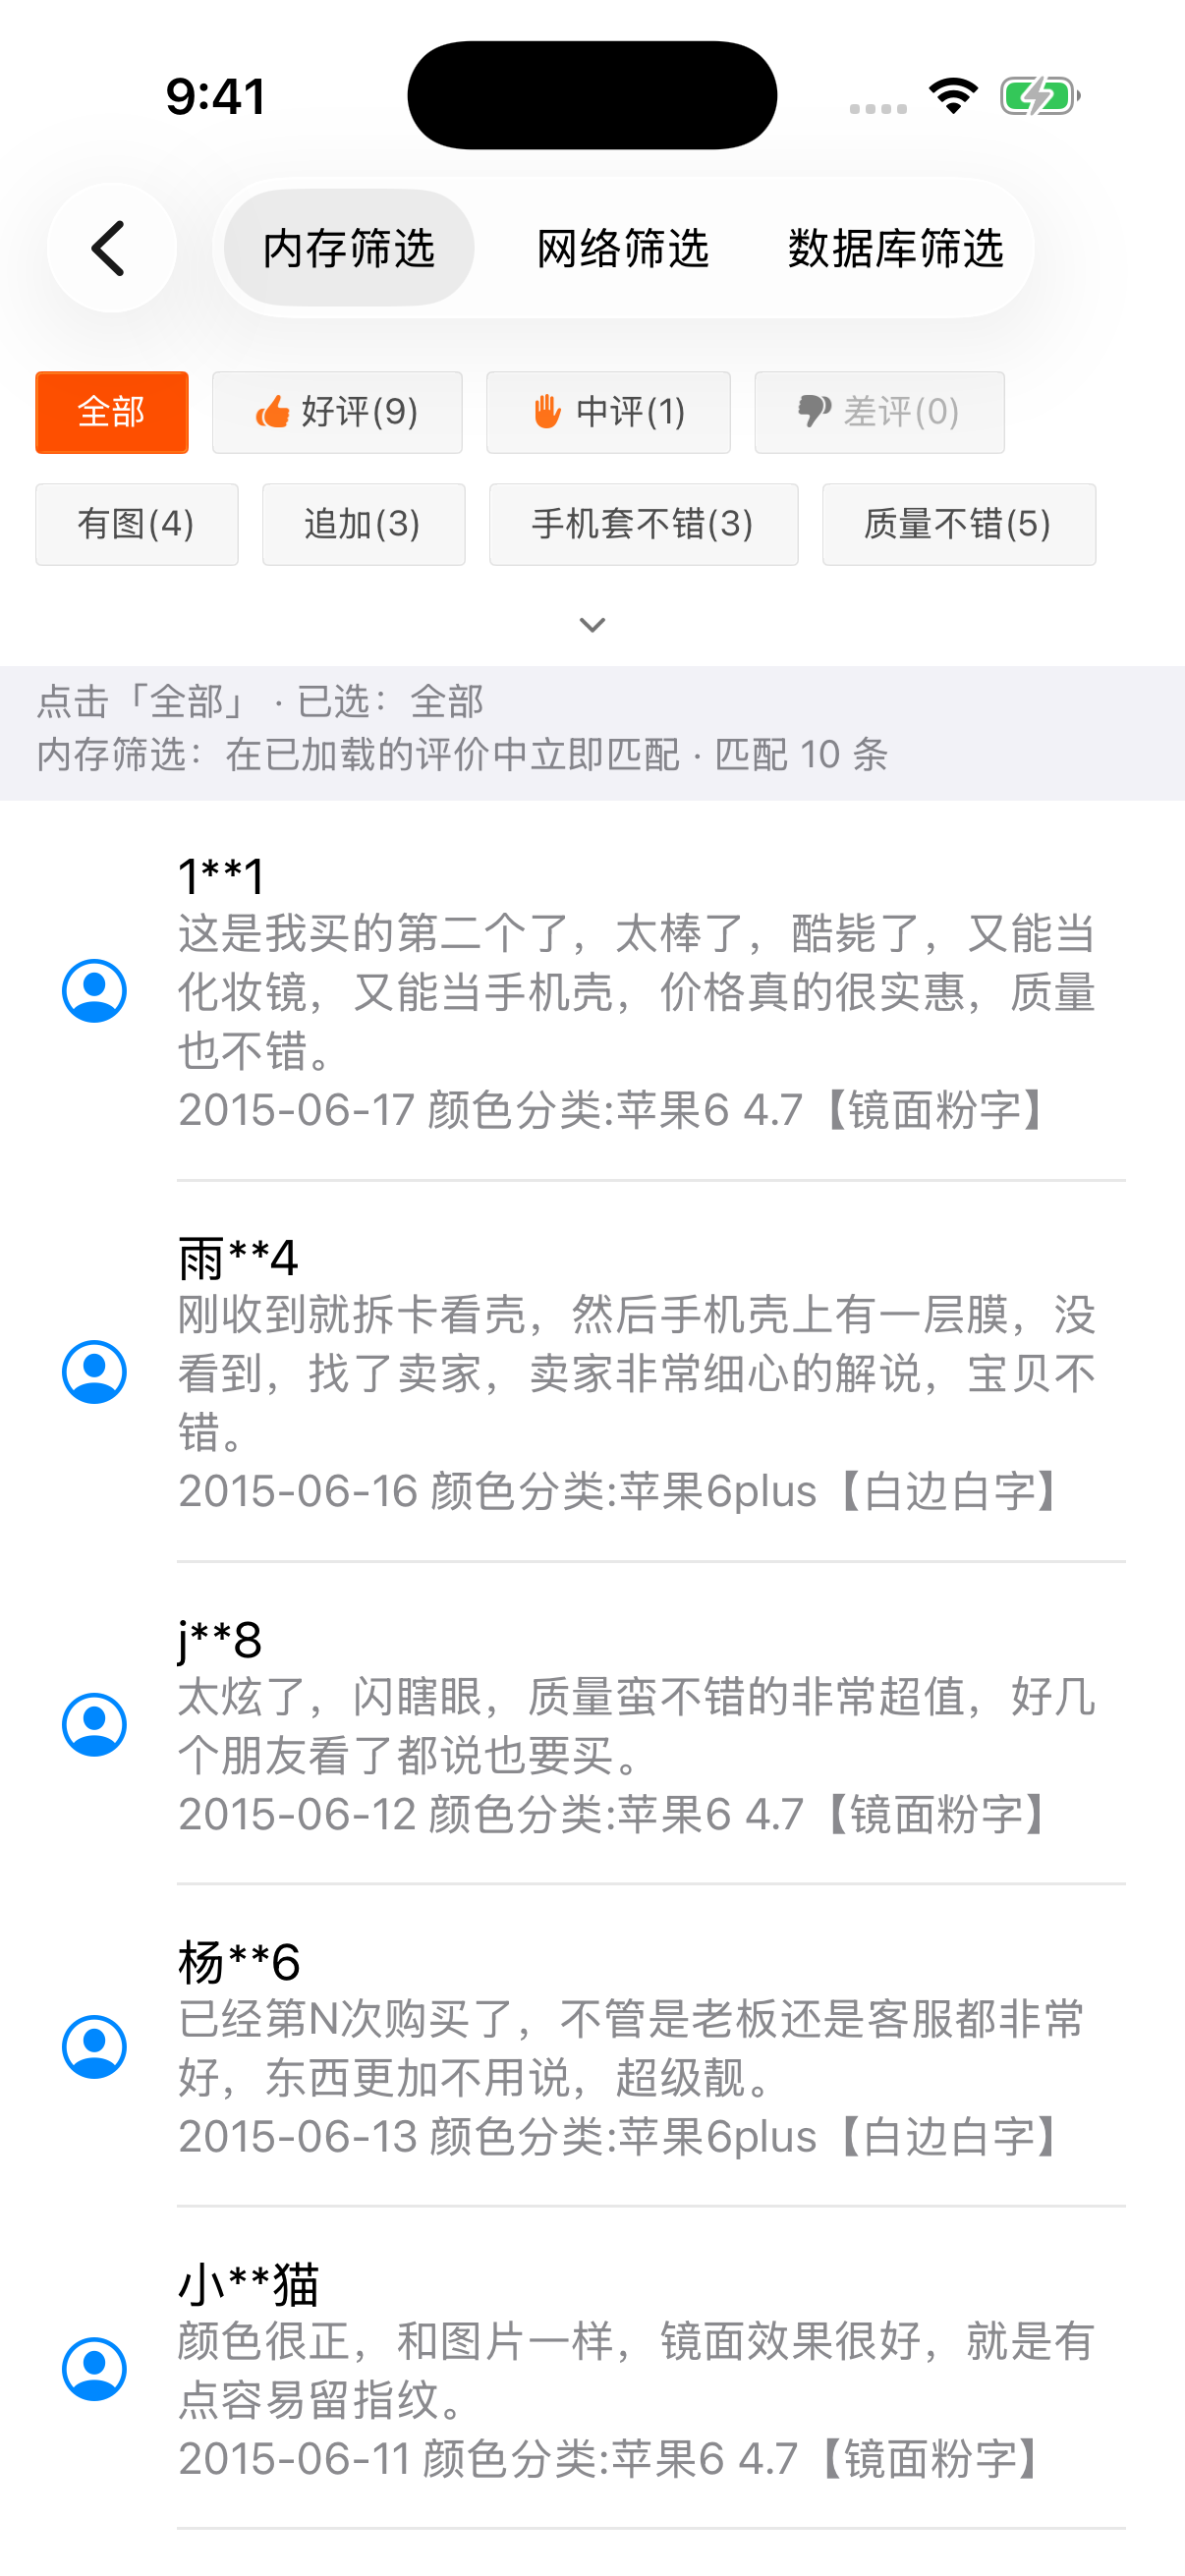 9:41
内存筛选 网络筛选 数据库筛选
全部 好评(9) 中评(1) 差评(0)
有图(4) 追加(3) 手机套不错(3) 质量不错(5)
点击「全部」 · 已选：全部
内存筛选：在已加载的评价中立即匹配 · 匹配 10 条
1**1
这是我买的第二个了，太棒了，酷毙了，又能当
化妆镜，又能当手机壳，价格真的很实惠，质量
也不错。
2015-06-17 颜色分类:苹果6 4.7【镜面粉字】
雨**4
刚收到就拆卡看壳，然后手机壳上有一层膜，没
看到，找了卖家，卖家非常细心的解说，宝贝不
错。
2015-06-16 颜色分类:苹果6plus【白边白字】
j**8
太炫了，闪瞎眼，质量蛮不错的非常超值，好几
个朋友看了都说也要买。
2015-06-12 颜色分类:苹果6 4.7【镜面粉字】
杨**6
已经第N次购买了，不管是老板还是客服都非常
好，东西更加不用说，超级靓。
2015-06-13 颜色分类:苹果6plus【白边白字】
小**猫
颜色很正，和图片一样，镜面效果很好，就是有
点容易留指纹。
2015-06-11 颜色分类:苹果6 4.7【镜面粉字】